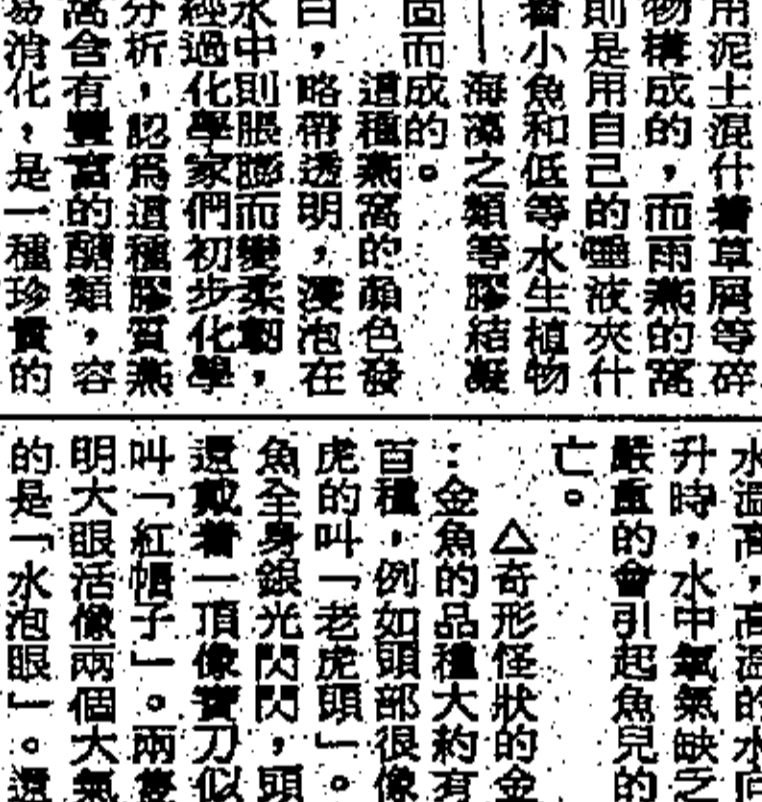 用泥土混什着草屑等碎
物構成的，而雨燕的窩
則是用自己的唾液夾什
着小魚和低等水生植物
——海藻之類等膠結凝
固而成的。
這種燕窩的顏色發
白，略帶透明，浸泡在
水中則脹膨而變柔韌，
經過化學家們初步化學
分析，認爲這種膠質燕
窩含有豐富的醣類，容
易消化，是一種珍貴的
水溫高，高溫的水向
升時，水中氧氣缺乏
嚴重的會引起魚兒的
亡。
△奇形怪狀的金
：金魚的品種大約有
百種，例如頭部很像
虎的叫「老虎頭」。
魚全身銀光閃閃，頭
還戴着一頂像寶刀似
叫「紅帽子」。兩隻
明大眼活像兩個大氣
的是「水泡眼」。還